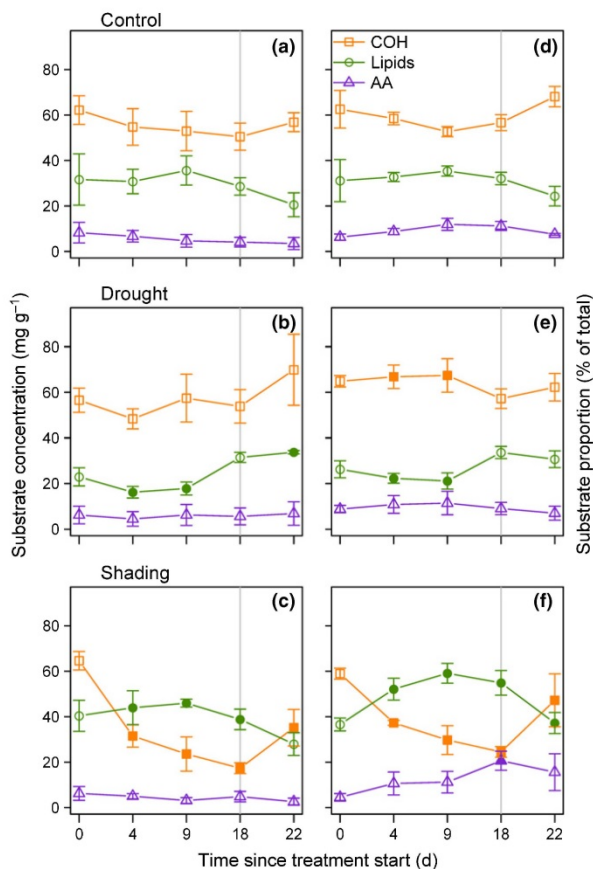 Control
(a)
(d)
COH
Lipids
AA
80
60
40
20
0
Drought
(b)
(e)
80
60
40
20
0
Shading
(c)
(f)
80
60
40
20
0
0 4 9 18 22
0 4 9 18 22
Substrate concentration (mg g⁻¹)
Substrate proportion (% of total)
Time since treatment start (d)